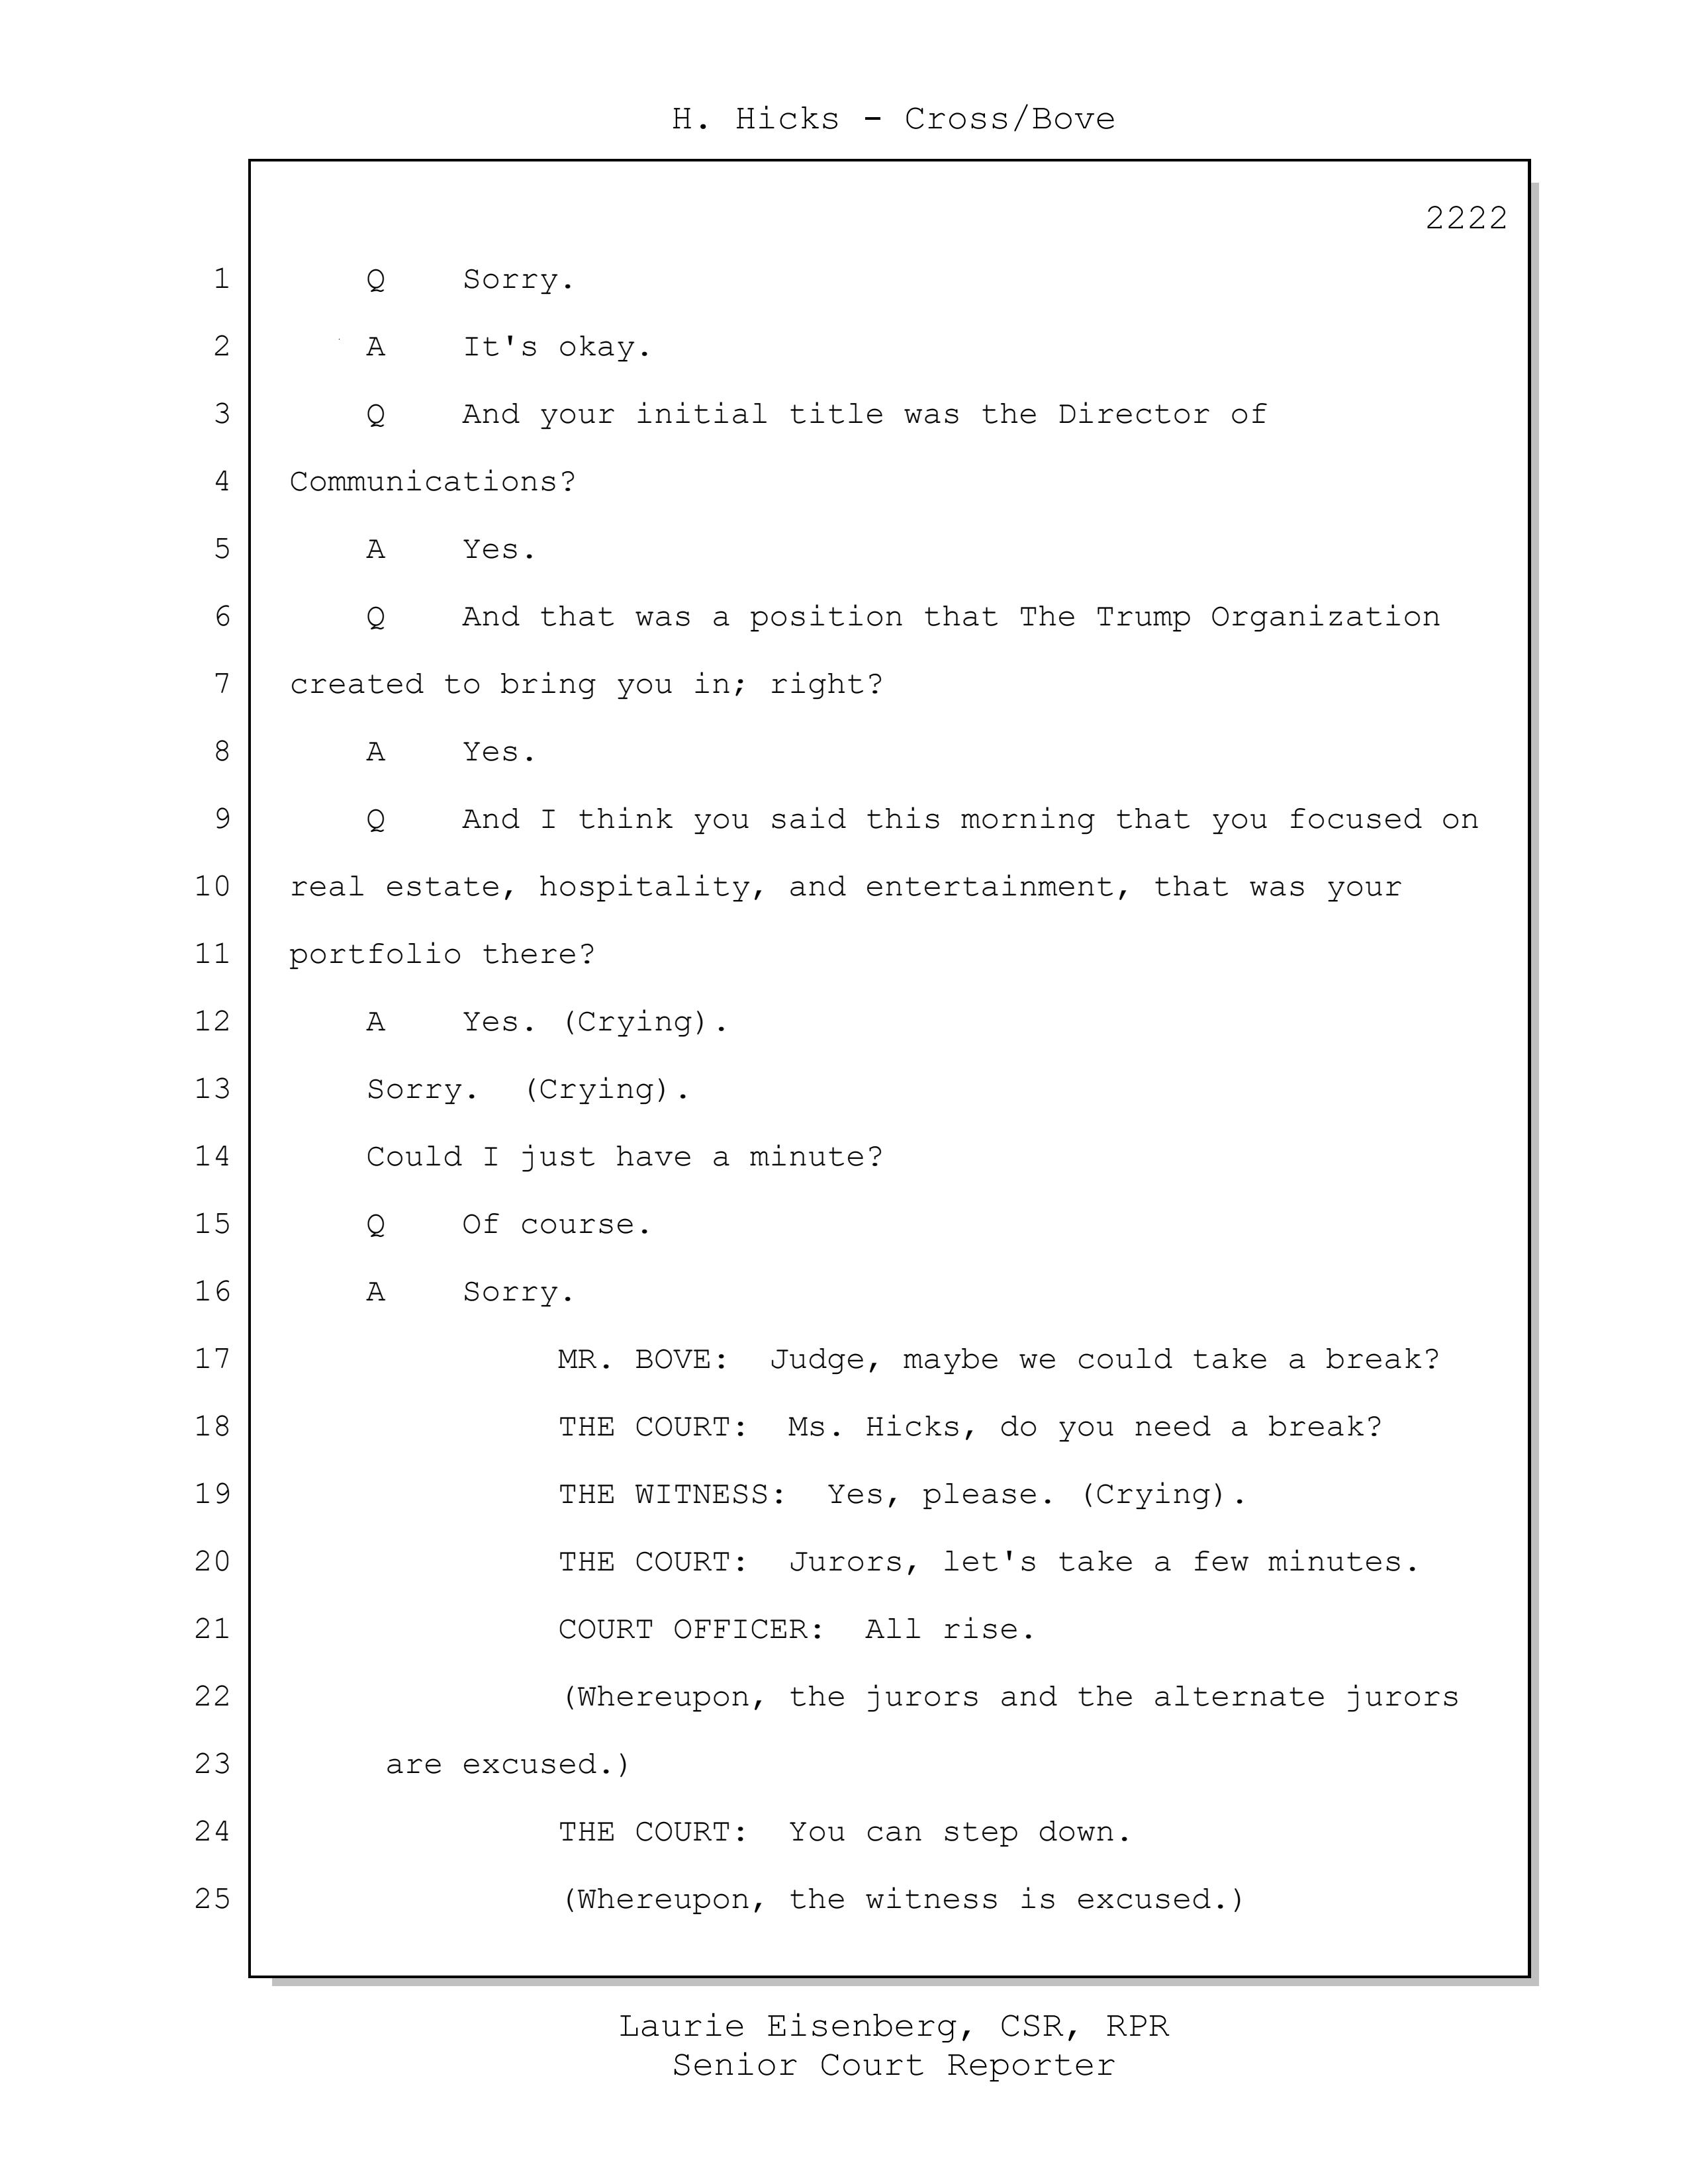 H. Hicks - Cross/Bove
2222
1 Q Sorry.
2 A It's okay.
3 Q And your initial title was the Director of
4 Communications?
5 A Yes.
6 Q And that was a position that The Trump Organization
7 created to bring you in; right?
8 A Yes.
9 Q And I think you said this morning that you focused on
10 real estate, hospitality, and entertainment, that was your
11 portfolio there?
12 A Yes. (Crying).
13 Sorry. (Crying).
14 Could I just have a minute?
15 Q Of course.
16 A Sorry.
17 MR. BOVE: Judge, maybe we could take a break?
18 THE COURT: Ms. Hicks, do you need a break?
19 THE WITNESS: Yes, please. (Crying).
20 THE COURT: Jurors, let's take a few minutes.
21 COURT OFFICER: All rise.
22 (Whereupon, the jurors and the alternate jurors
23 are excused.)
24 THE COURT: You can step down.
25 (Whereupon, the witness is excused.)
Laurie Eisenberg, CSR, RPR
Senior Court Reporter